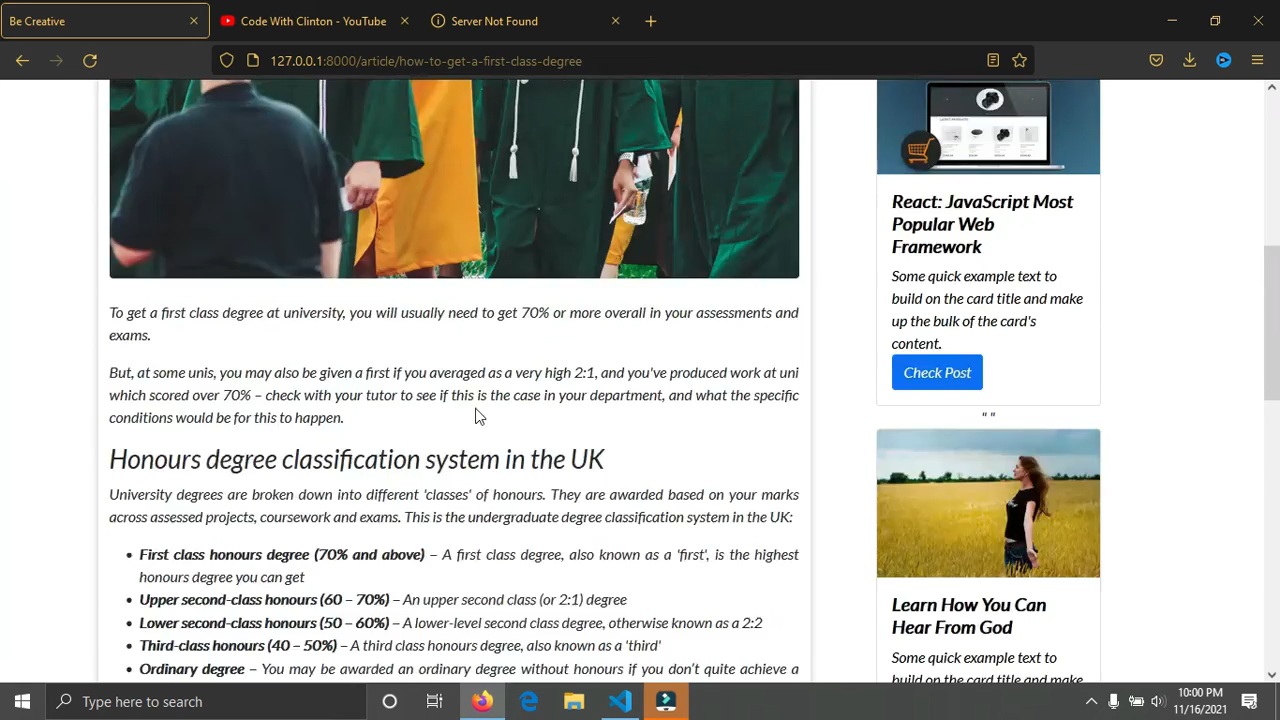 Be Creative
Code With Clinton - YouTube
Server Not Found
127.0.0.1:8000/article/how-to-get-a-first-class-degree
To get a first class degree at university, you will usually need to get 70% or more overall in your assessments and
exams.
But, at some unis, you may also be given a first if you averaged as a very high 2:1, and you've produced work at uni
which scored over 70% – check with your tutor to see if this is the case in your department, and what the specific
conditions would be for this to happen.
Honours degree classification system in the UK
University degrees are broken down into different 'classes' of honours. They are awarded based on your marks
across assessed projects, coursework and exams. This is the undergraduate degree classification system in the UK:
• First class honours degree (70% and above) – A first class degree, also known as a 'first', is the highest
honours degree you can get
• Upper second-class honours (60 – 70%) – An upper second class (or 2:1) degree
• Lower second-class honours (50 – 60%) – A lower-level second class degree, otherwise known as a 2:2
• Third-class honours (40 – 50%) – A third class honours degree, also known as a 'third'
• Ordinary degree – You may be awarded an ordinary degree without honours if you don't quite achieve a
React: JavaScript Most
Popular Web
Framework
Some quick example text to
build on the card title and make
up the bulk of the card's
content.
Check Post
" "
Learn How You Can
Hear From God
Some quick example text to
build on the card title and make
Type here to search
10:00 PM
11/16/2021